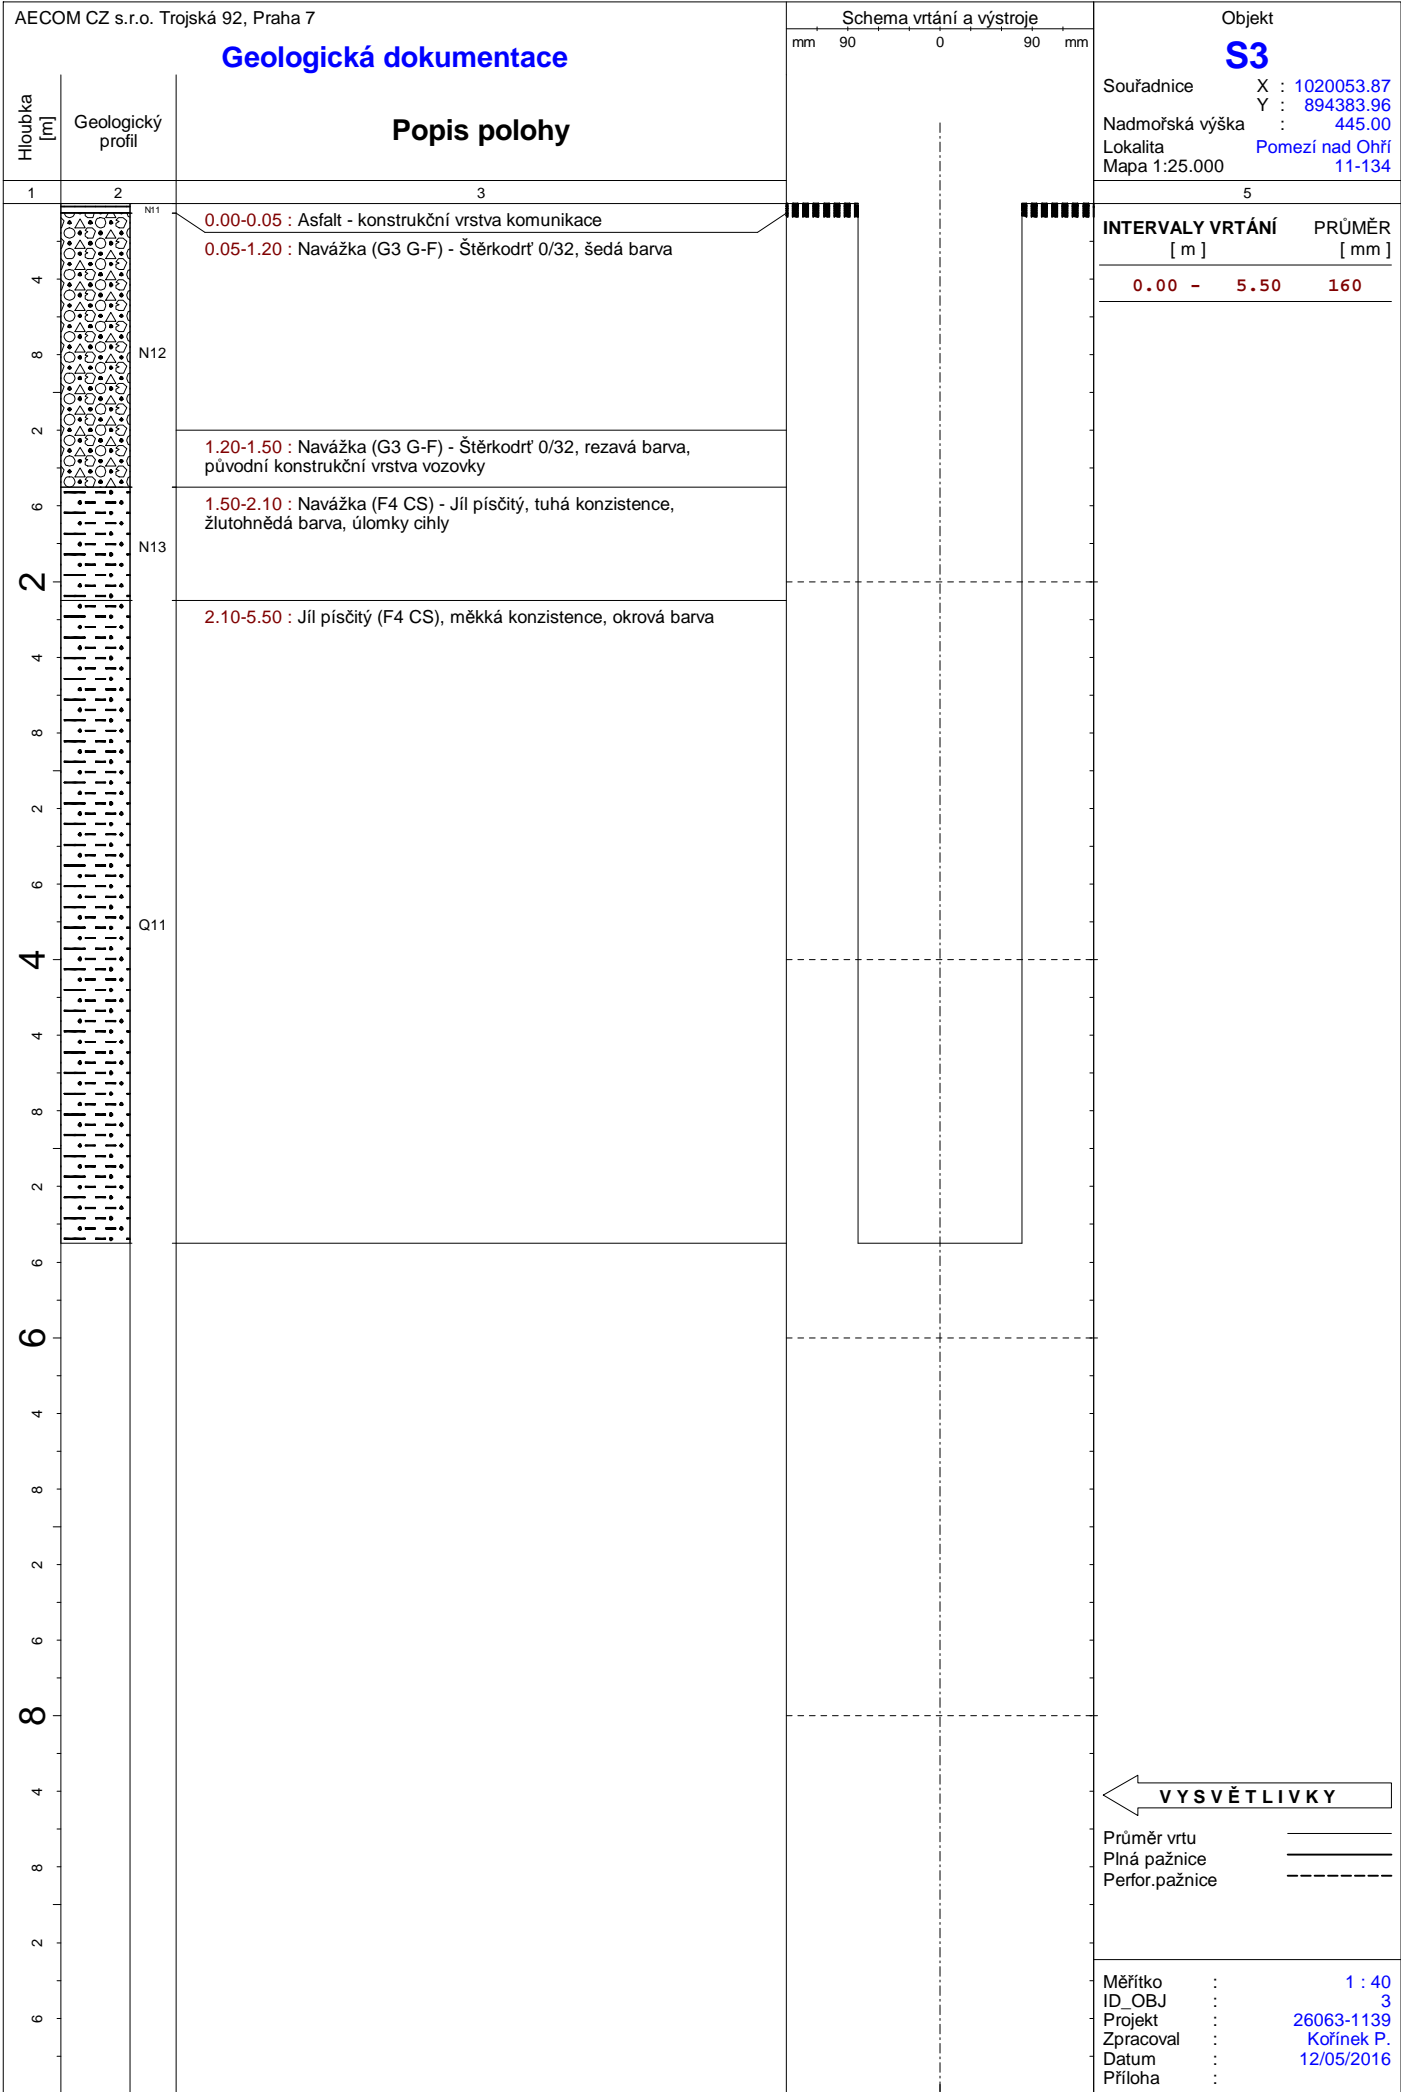 AECOM CZ s.r.o. Trojská 92, Praha 7
Geologická dokumentace
Hloubka
[m]
Geologický
profil
Popis polohy
Schema vrtání a výstroje
mm 90 0 90 mm
Objekt
S3
Souřadnice X : 1020053.87
Y : 894383.96
Nadmořská výška : 445.00
Lokalita Pomezí nad Ohří
Mapa 1:25.000 11-134
1 2 3 5
N11
0.00-0.05 : Asfalt - konstrukční vrstva komunikace
0.05-1.20 : Navážka (G3 G-F) - Štěrkodrť 0/32, šedá barva
INTERVALY VRTÁNÍ PRŮMĚR
[ m ] [ mm ]
0.00 - 5.50 160
4
8
N12
2
1.20-1.50 : Navážka (G3 G-F) - Štěrkodrť 0/32, rezavá barva,
původní konstrukční vrstva vozovky
6
1.50-2.10 : Navážka (F4 CS) - Jíl písčitý, tuhá konzistence,
žlutohnědá barva, úlomky cihly
N13
2
2.10-5.50 : Jíl písčitý (F4 CS), měkká konzistence, okrová barva
4
8
2
6
Q11
4
4
8
2
6
6
4
8
2
6
8
4
8
2
6
VYSVĚTLIVKY
Průměr vrtu
Plná pažnice
Perfor.pažnice
Měřítko : 1 : 40
ID_OBJ : 3
Projekt : 26063-1139
Zpracoval : Kořínek P.
Datum : 12/05/2016
Příloha :